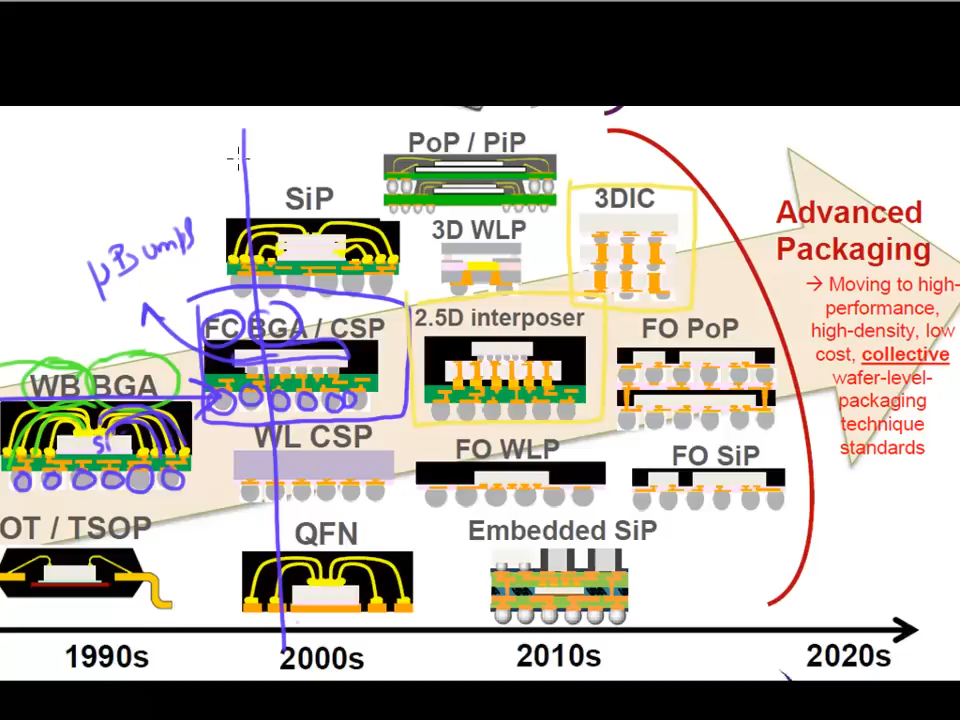 PoP / PiP
SiP
3DIC
3D WLP
µBumps
Advanced
Packaging
→ Moving to high-
performance,
high-density, low
cost, collective
wafer-level-
packaging
technique
standards
FC BGA / CSP
2.5D interposer
FO PoP
WB BGA
Si
WL CSP
FO WLP
FO SiP
OT / TSOP
QFN
Embedded SiP
1990s
2000s
2010s
2020s